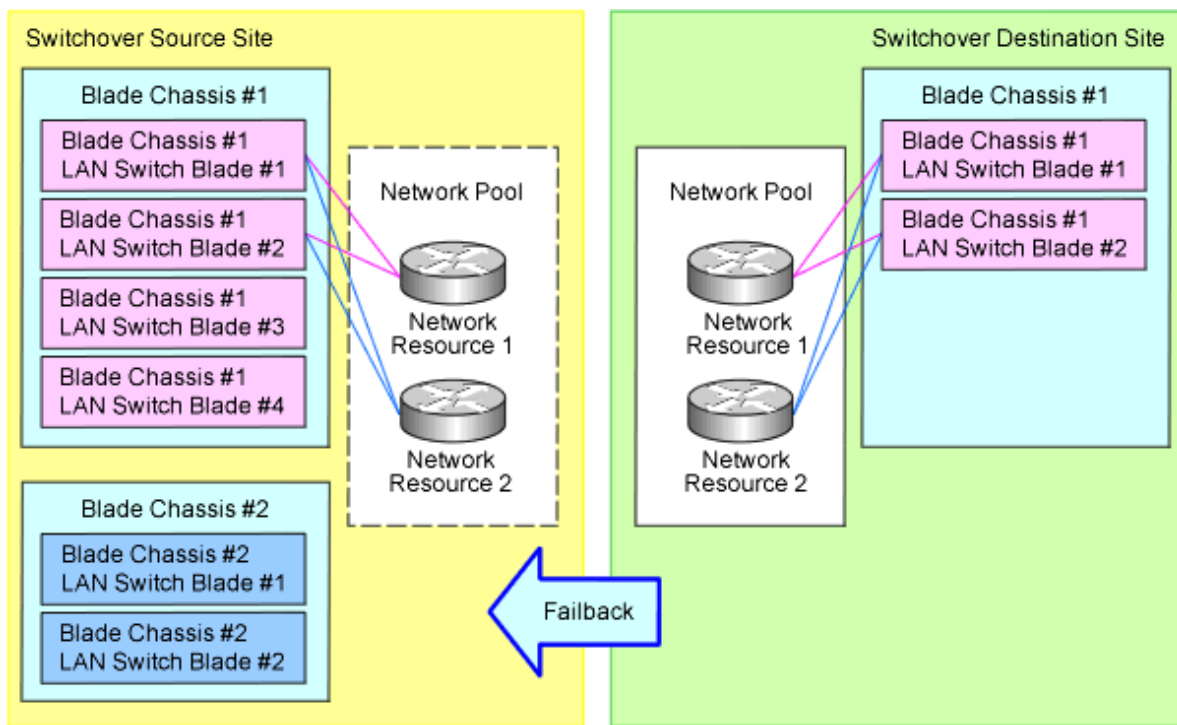 Switchover Source Site
Blade Chassis #1
Blade Chassis #1
LAN Switch Blade #1
Blade Chassis #1
LAN Switch Blade #2
Blade Chassis #1
LAN Switch Blade #3
Blade Chassis #1
LAN Switch Blade #4
Network Pool
Network
Resource 1
Network
Resource 2
Blade Chassis #2
Blade Chassis #2
LAN Switch Blade #1
Blade Chassis #2
LAN Switch Blade #2
Failback
Switchover Destination Site
Network Pool
Network
Resource 1
Network
Resource 2
Blade Chassis #1
Blade Chassis #1
LAN Switch Blade #1
Blade Chassis #1
LAN Switch Blade #2